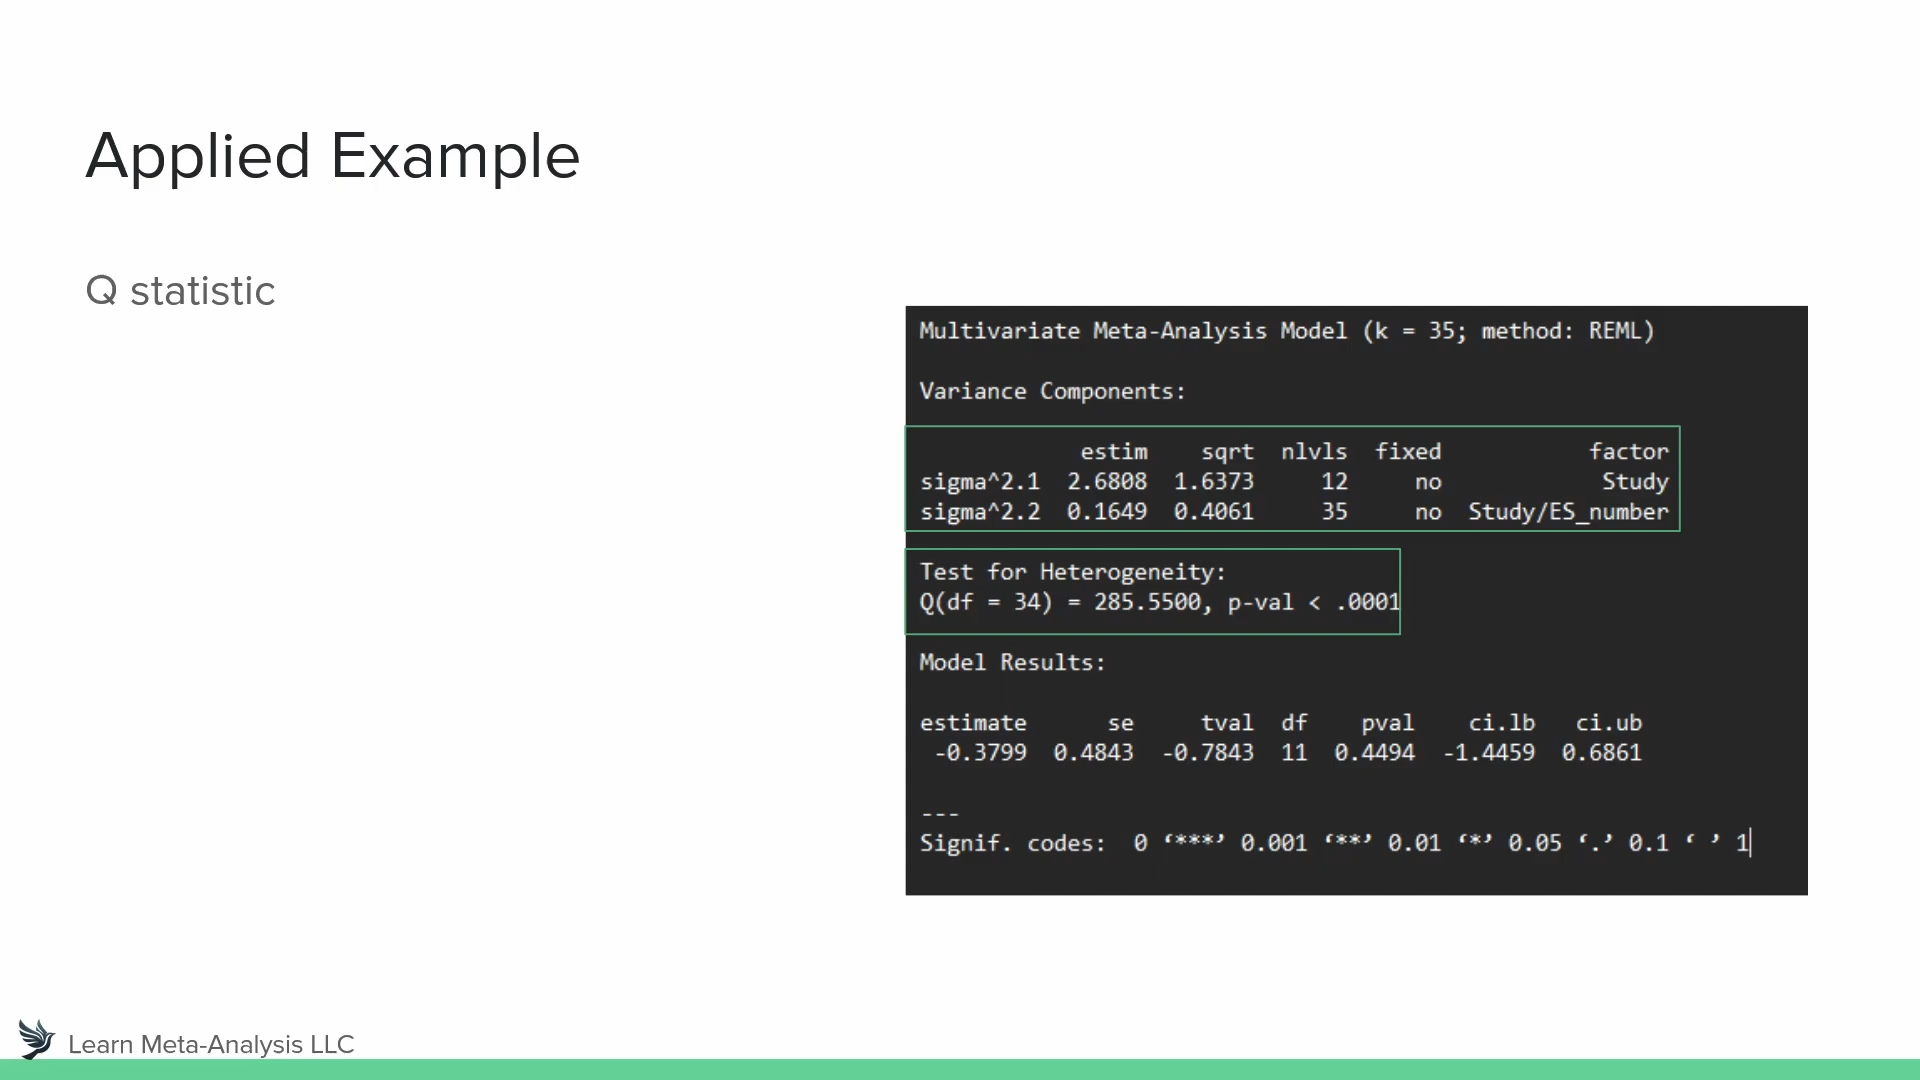 Applied Example
Q statistic
Multivariate Meta-Analysis Model (k = 35; method: REML)
Variance Components:
estim sqrt nlvls fixed factor
sigma^2.1 2.6808 1.6373 12 no Study
sigma^2.2 0.1649 0.4061 35 no Study/ES_number
Test for Heterogeneity:
Q(df = 34) = 285.5500, p-val < .0001
Model Results:
estimate se tval df pval ci.lb ci.ub
-0.3799 0.4843 -0.7843 11 0.4494 -1.4459 0.6861
---
Signif. codes: 0 ‘***’ 0.001 ‘**’ 0.01 ‘*’ 0.05 ‘.’ 0.1 ‘ ’ 1
Learn Meta-Analysis LLC